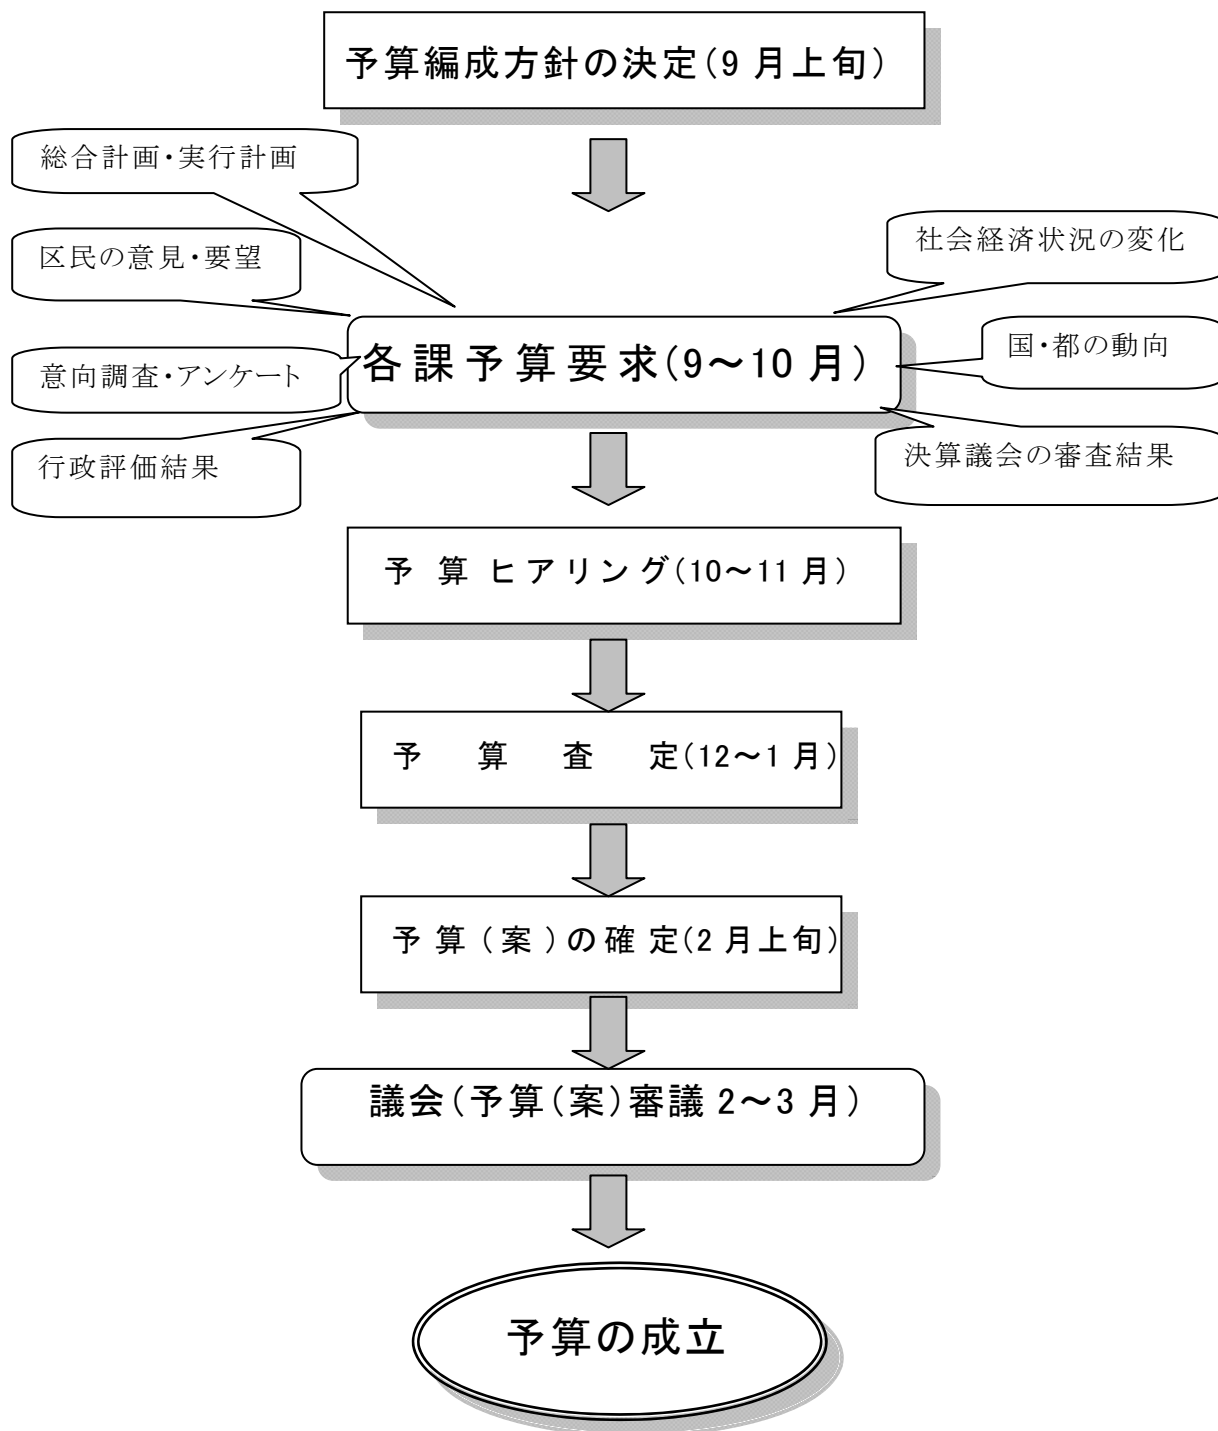 予算編成方針の決定(9月上旬)
総合計画・実行計画
区民の意見・要望
社会経済状況の変化
各課予算要求(9～10月)
国・都の動向
意向調査・アンケート
行政評価結果
決算議会の審査結果
予算ヒアリング(10～11月)
予算査定(12～1月)
予算(案)の確定(2月上旬)
議会(予算(案)審議2～3月)
予算の成立